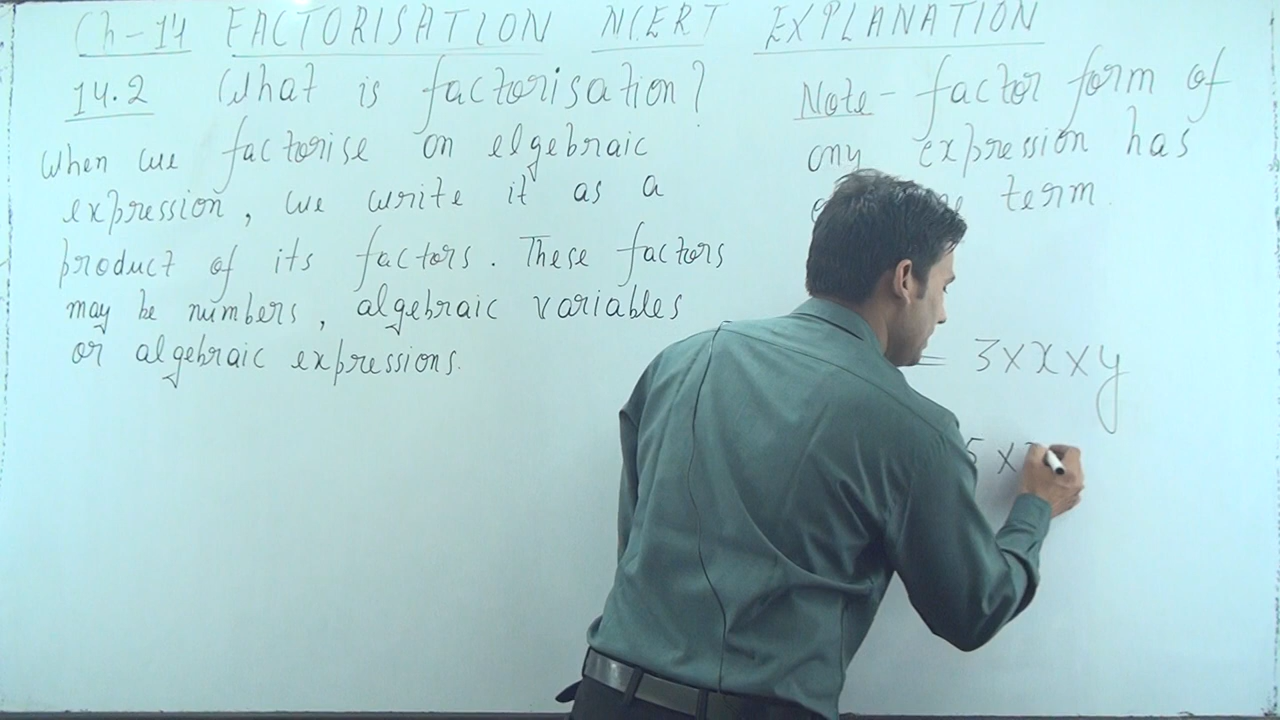 Ch-14 FACTORISATION NCERT EXPLANATION
14.2 What is factorisation?
When we factorise an elgebraic
expression, we write it as a
product of its factors. These factors
may be numbers, algebraic variables
or algebraic expressions.
Note - factor form of
any expression has
term.
= 3×x×y
5 ×